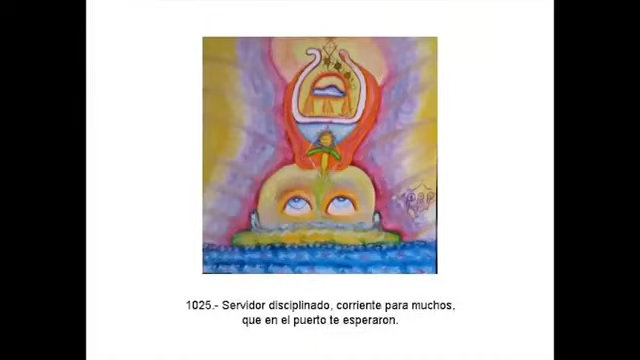 1025.- Servidor disciplinado, corriente para muchos,
que en el puerto te esperaron.